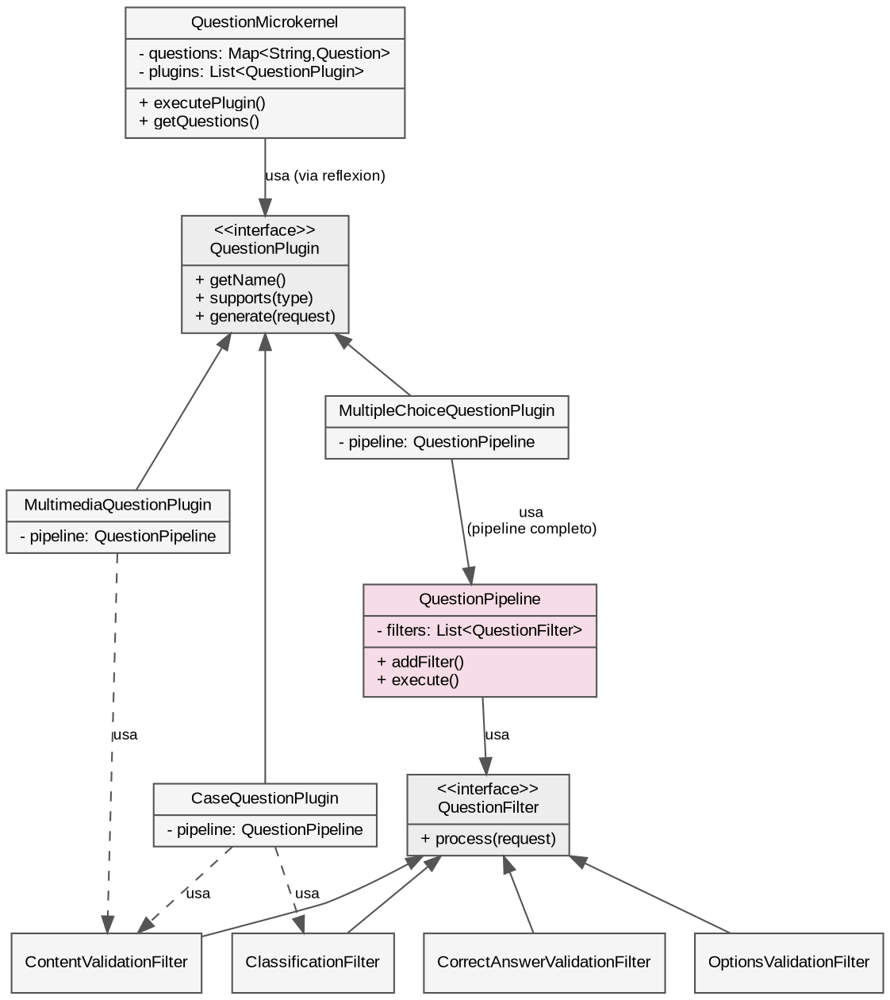 QuestionMicrokernel
- questions: Map<String,Question>
- plugins: List<QuestionPlugin>
+ executePlugin()
+ getQuestions()
usa (via reflexion)
<<interface>>
QuestionPlugin
+ getName()
+ supports(type)
+ generate(request)
MultipleChoiceQuestionPlugin
- pipeline: QuestionPipeline
MultimediaQuestionPlugin
- pipeline: QuestionPipeline
usa
(pipeline completo)
QuestionPipeline
- filters: List<QuestionFilter>
+ addFilter()
+ execute()
usa
usa
CaseQuestionPlugin
- pipeline: QuestionPipeline
<<interface>>
QuestionFilter
+ process(request)
usa
usa
ContentValidationFilter
ClassificationFilter
CorrectAnswerValidationFilter
OptionsValidationFilter